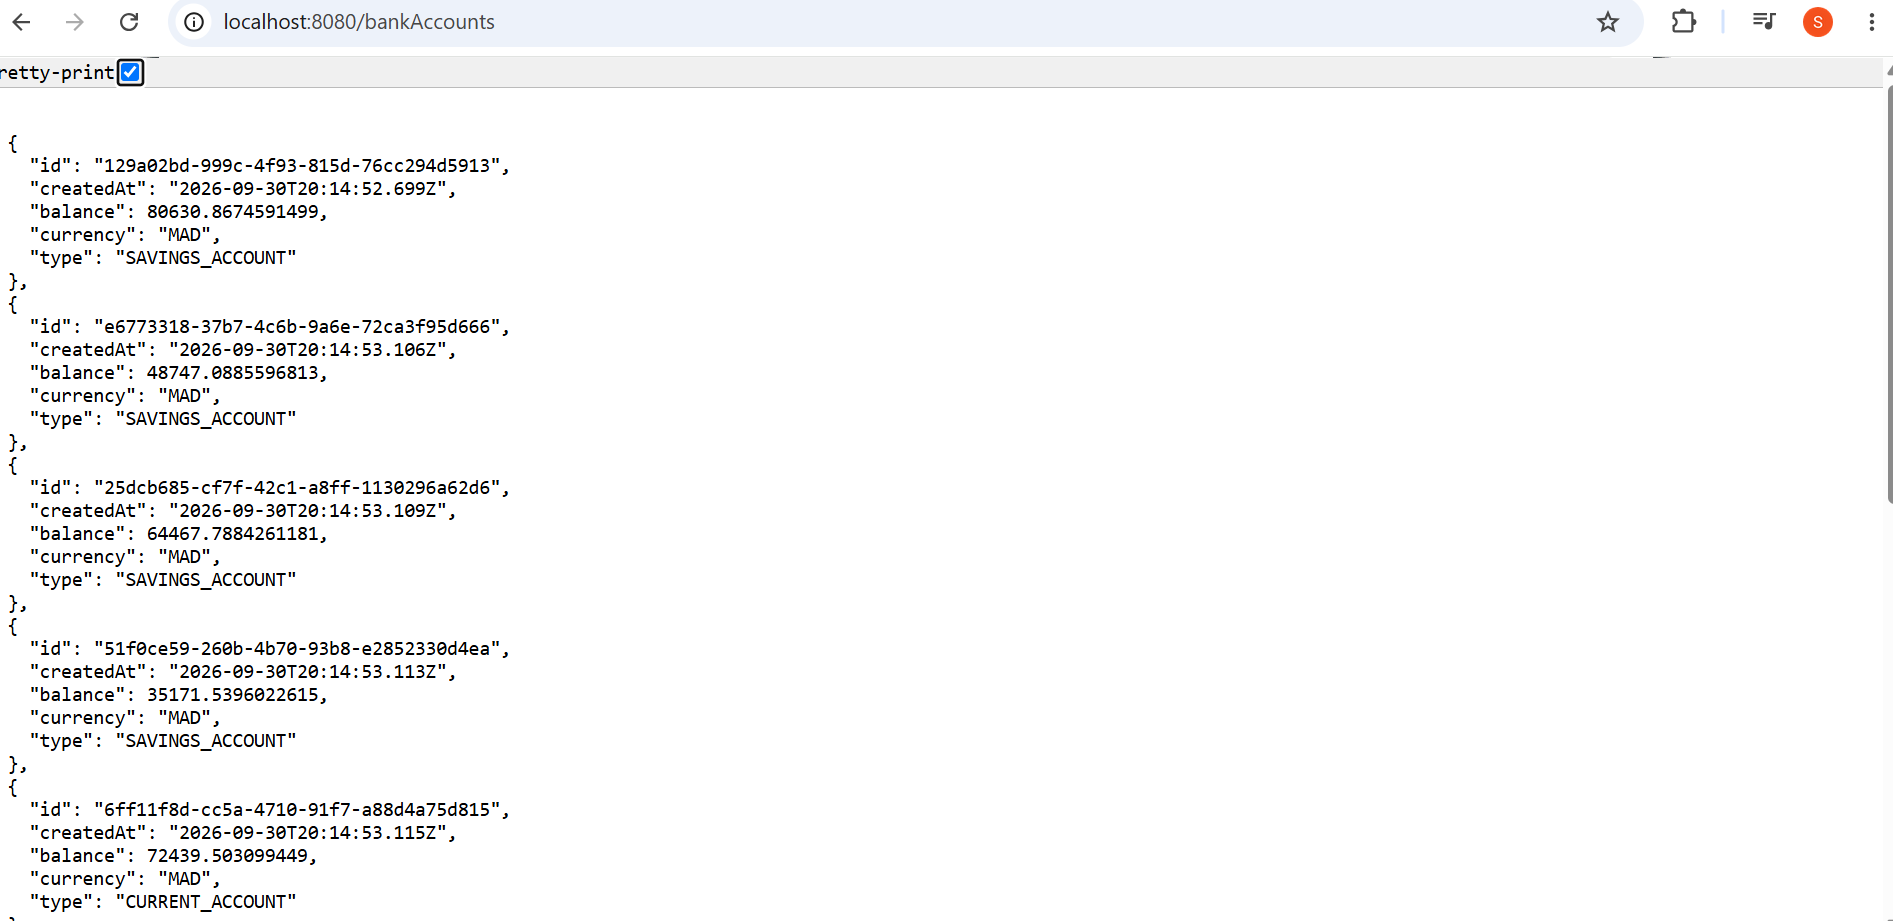 localhost:8080/bankAccounts
S
retty-print
{
"id": "129a02bd-999c-4f93-815d-76cc294d5913",
"createdAt": "2026-09-30T20:14:52.699Z",
"balance": 80630.8674591499,
"currency": "MAD",
"type": "SAVINGS_ACCOUNT"
},
{
"id": "e6773318-37b7-4c6b-9a6e-72ca3f95d666",
"createdAt": "2026-09-30T20:14:53.106Z",
"balance": 48747.0885596813,
"currency": "MAD",
"type": "SAVINGS_ACCOUNT"
},
{
"id": "25dcb685-cf7f-42c1-a8ff-1130296a62d6",
"createdAt": "2026-09-30T20:14:53.109Z",
"balance": 64467.7884261181,
"currency": "MAD",
"type": "SAVINGS_ACCOUNT"
},
{
"id": "51f0ce59-260b-4b70-93b8-e2852330d4ea",
"createdAt": "2026-09-30T20:14:53.113Z",
"balance": 35171.5396022615,
"currency": "MAD",
"type": "SAVINGS_ACCOUNT"
},
{
"id": "6ff11f8d-cc5a-4710-91f7-a88d4a75d815",
"createdAt": "2026-09-30T20:14:53.115Z",
"balance": 72439.503099449,
"currency": "MAD",
"type": "CURRENT_ACCOUNT"